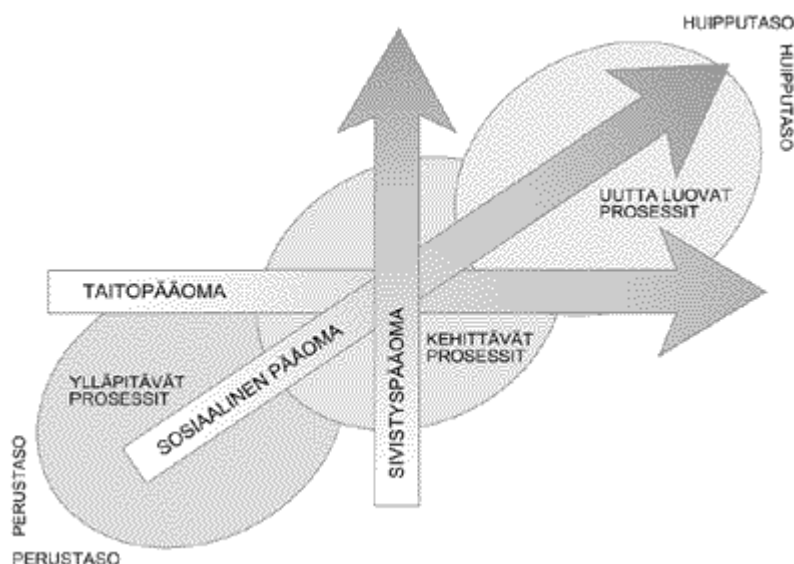 HUIPPUTASO
HUIPPUTASO
UUTTA LUOVAT
PROSESSIT
TAITOPÄÄOMA
KEHITTÄVÄT
PROSESSIT
SIVISTYSPÄÄOMA
SOSIAALINEN PÄÄOMA
YLLÄPITÄVÄT
PROSESSIT
PERUSTASO
PERUSTASO